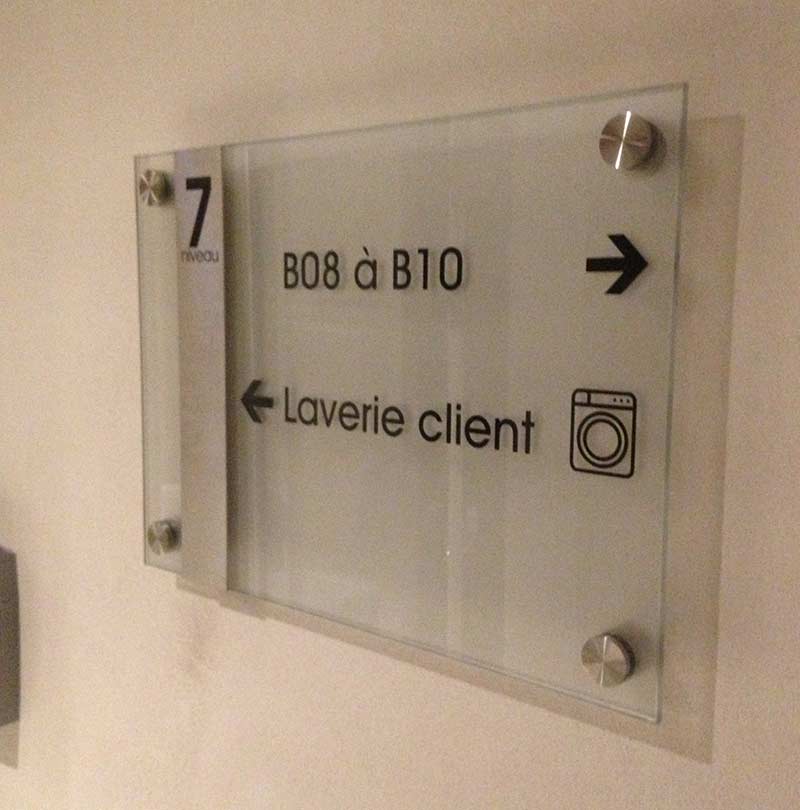 7
niveau
B08 à B10
Laverie client